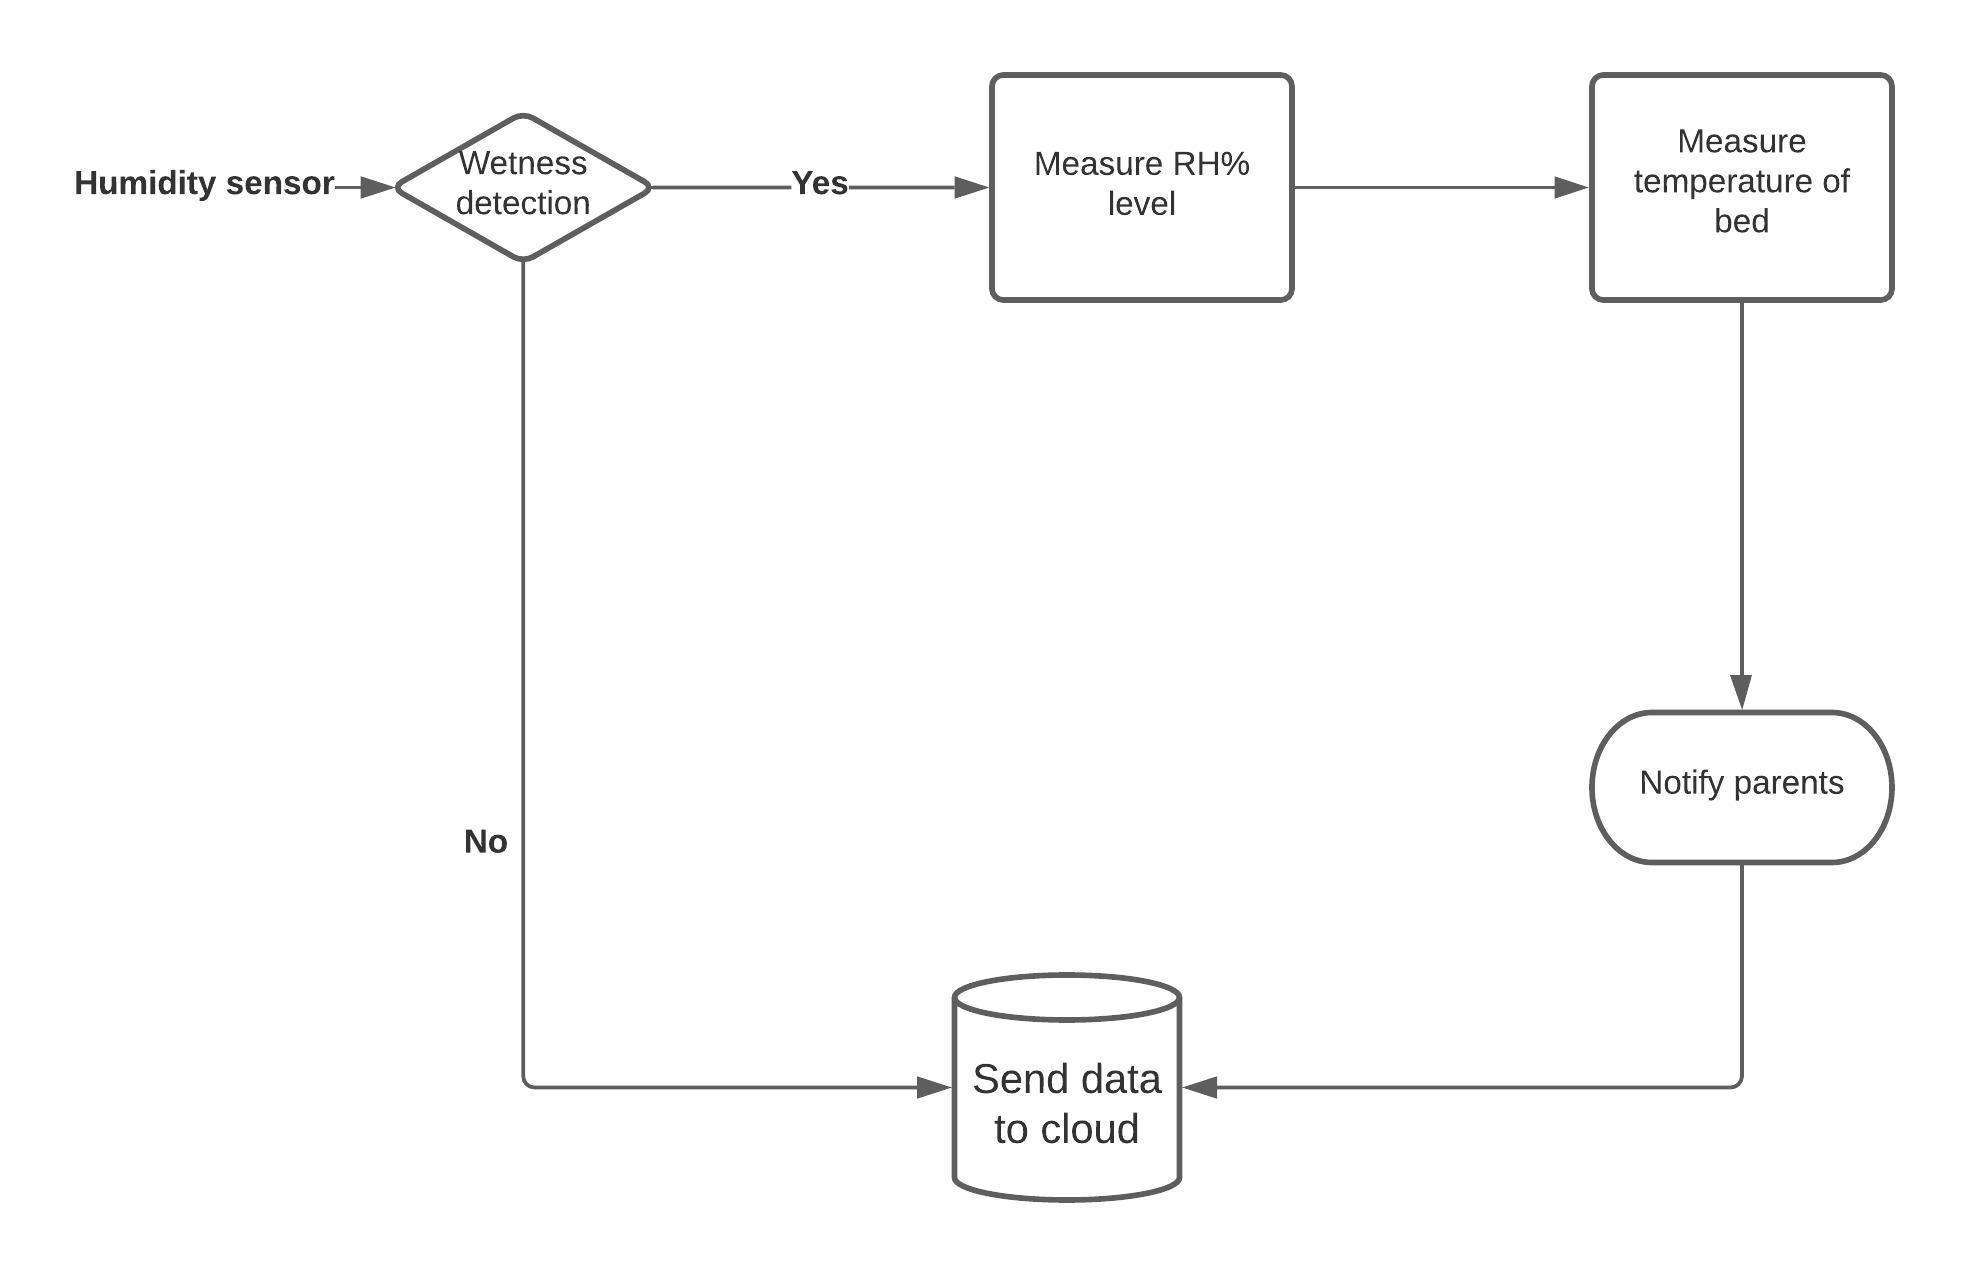 Humidity sensor
Wetness
detection
Yes
Measure RH%
level
Measure
temperature of
bed
Notify parents
No
Send data
to cloud